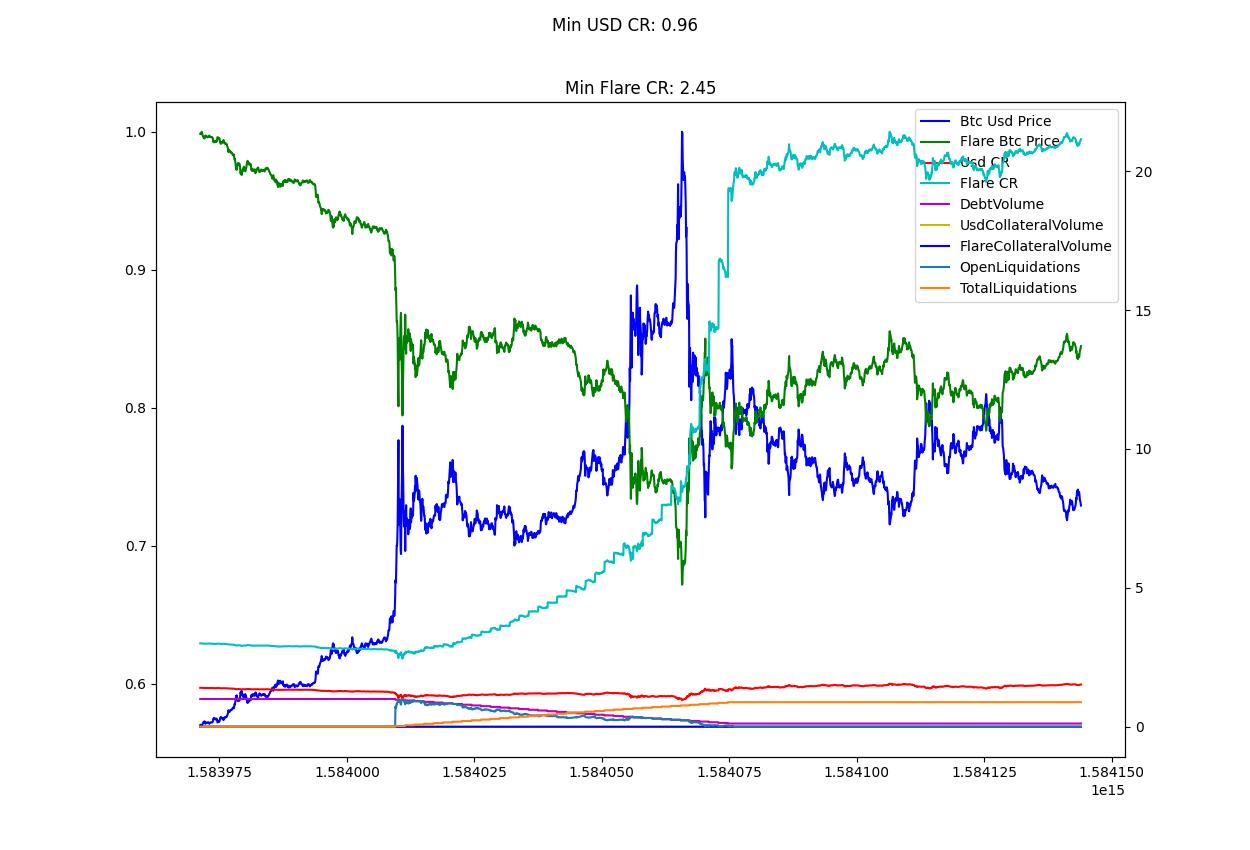 Min USD CR: 0.96
Min Flare CR: 2.45
1.0
0.9
0.8
0.7
0.6
20
15
10
5
0
Btc Usd Price
Flare Btc Price
Usd CR
Flare CR
DebtVolume
UsdCollateralVolume
FlareCollateralVolume
OpenLiquidations
TotalLiquidations
1.583975 1.584000 1.584025 1.584050 1.584075 1.584100 1.584125 1.584150
1e15